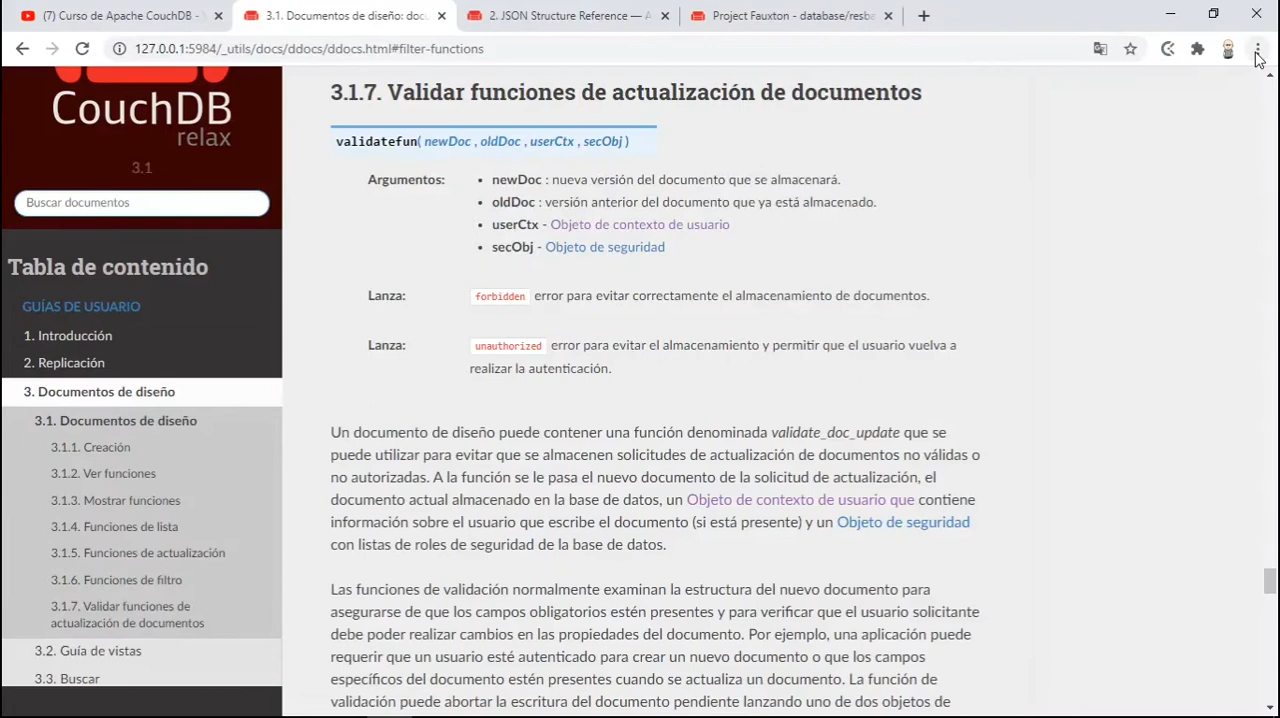 (7) Curso de Apache CouchDB - Y
3.1. Documentos de diseño: docu
2. JSON Structure Reference — A
Project Fauxton - database/resba
127.0.0.1:5984/_utils/docs/ddocs/ddocs.html#filter-functions
CouchDB
relax
3.1
Buscar documentos
Tabla de contenido
GUÍAS DE USUARIO
1. Introducción
2. Replicación
3. Documentos de diseño
3.1. Documentos de diseño
3.1.1. Creación
3.1.2. Ver funciones
3.1.3. Mostrar funciones
3.1.4. Funciones de lista
3.1.5. Funciones de actualización
3.1.6. Funciones de filtro
3.1.7. Validar funciones de
actualización de documentos
3.2. Guía de vistas
3.3. Buscar
3.1.7. Validar funciones de actualización de documentos
validatefun( newDoc , oldDoc , userCtx , secObj )
Argumentos:
• newDoc : nueva versión del documento que se almacenará.
• oldDoc : versión anterior del documento que ya está almacenado.
• userCtx - Objeto de contexto de usuario
• secObj - Objeto de seguridad
Lanza: forbidden error para evitar correctamente el almacenamiento de documentos.
Lanza: unauthorized error para evitar el almacenamiento y permitir que el usuario vuelva a
realizar la autenticación.
Un documento de diseño puede contener una función denominada validate_doc_update que se
puede utilizar para evitar que se almacenen solicitudes de actualización de documentos no válidas o
no autorizadas. A la función se le pasa el nuevo documento de la solicitud de actualización, el
documento actual almacenado en la base de datos, un Objeto de contexto de usuario que contiene
información sobre el usuario que escribe el documento (si está presente) y un Objeto de seguridad
con listas de roles de seguridad de la base de datos.
Las funciones de validación normalmente examinan la estructura del nuevo documento para
asegurarse de que los campos obligatorios estén presentes y para verificar que el usuario solicitante
debe poder realizar cambios en las propiedades del documento. Por ejemplo, una aplicación puede
requerir que un usuario esté autenticado para crear un nuevo documento o que los campos
específicos del documento estén presentes cuando se actualiza un documento. La función de
validación puede abortar la escritura del documento pendiente lanzando uno de dos objetos de